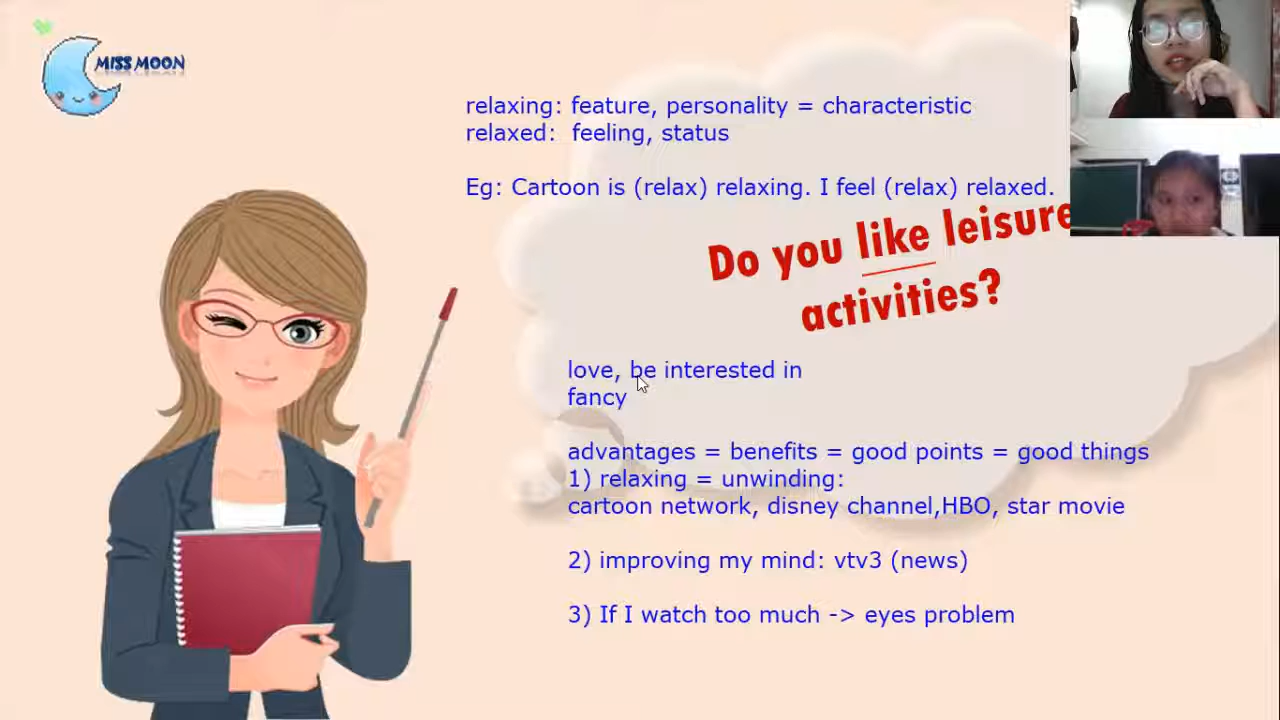 MISS MOON
relaxing: feature, personality = characteristic
relaxed: feeling, status
Eg: Cartoon is (relax) relaxing. I feel (relax) relaxed.
Do you like leisure
activities?
love, be interested in
fancy
advantages = benefits = good points = good things
1) relaxing = unwinding:
cartoon network, disney channel,HBO, star movie
2) improving my mind: vtv3 (news)
3) If I watch too much -> eyes problem